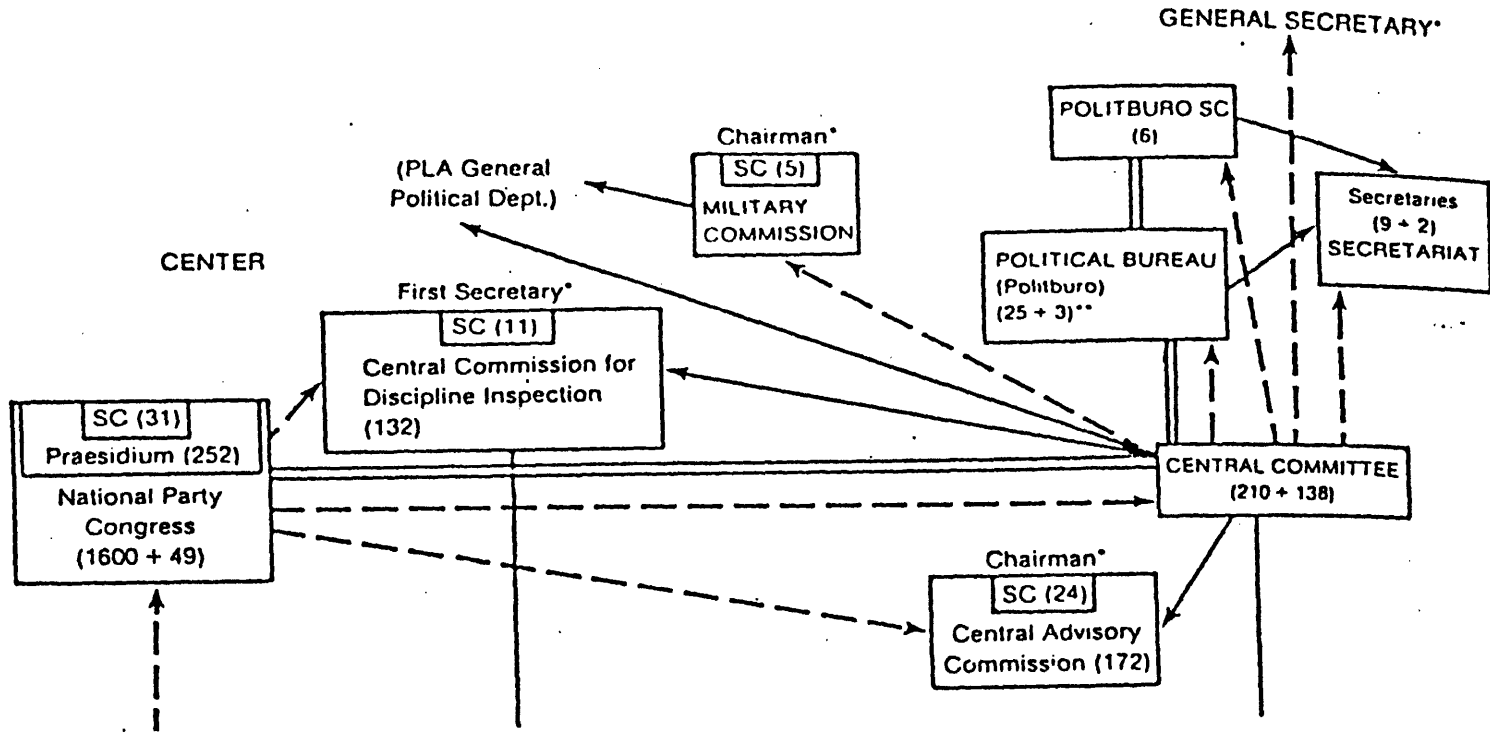 GENERAL SECRETARY*
POLITBURO SC
(6)
Chairman*
SC (5)
MILITARY
COMMISSION
(PLA General
Political Dept.)
Secretaries
(9 + 2)
SECRETARIAT
POLITICAL BUREAU
(Politburo)
(25 + 3)**
CENTER
First Secretary*
SC (11)
Central Commission for
Discipline Inspection
(132)
SC (31)
Praesidium (252)
National Party
Congress
(1600 + 49)
CENTRAL COMMITTEE
(210 + 138)
Chairman*
SC (24)
Central Advisory
Commission (172)